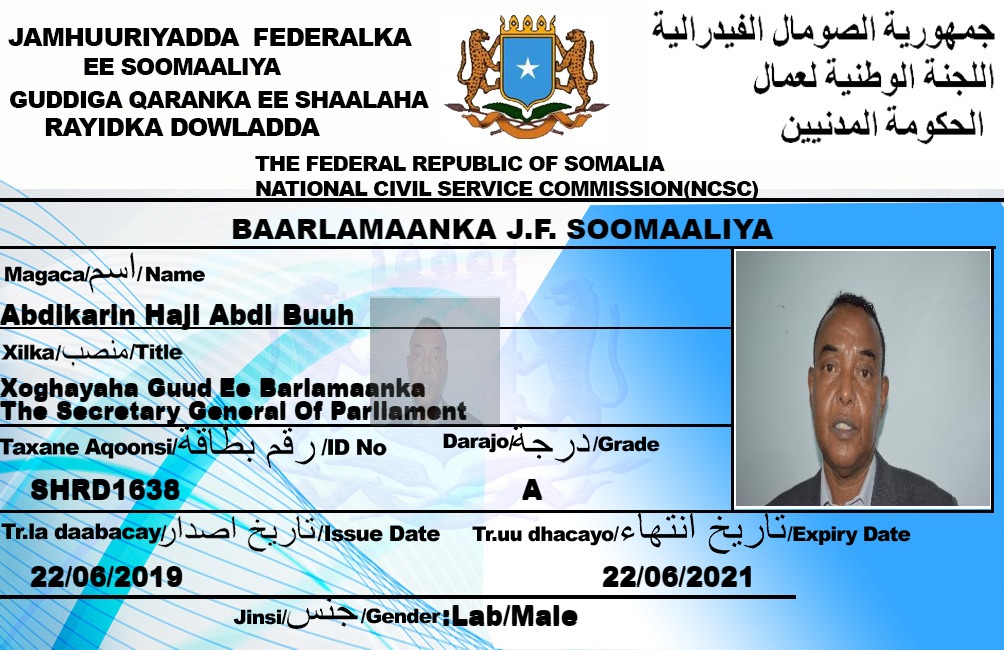 JAMHUURIYADDA FEDERALKA
EE SOOMAALIYA
GUDDIGA QARANKA EE SHAALAHA
RAYIDKA DOWLADDA
جمهورية الصومال الفيدرالية
اللجنة الوطنية لعمال
الحكومة المدنيين
THE FEDERAL REPUBLIC OF SOMALIA
NATIONAL CIVIL SERVICE COMMISSION(NCSC)
BAARLAMAANKA J.F. SOOMAALIYA
Magaca/اسم/Name
Abdikarin Haji Abdi Buuh
Xilka/منصب/Title
Xoghayaha Guud Ee Barlamaanka
The Secretary General Of Parliament
Taxane Aqoonsi/رقم بطاقة/ID No
Darajo/درجة/Grade
SHRD1638
A
Tr.la daabacay/تاريخ اصدار/Issue Date
Tr.uu dhacayo/تاريخ انتهاء/Expiry Date
22/06/2019
22/06/2021
Jinsi/جنس/Gender:Lab/Male